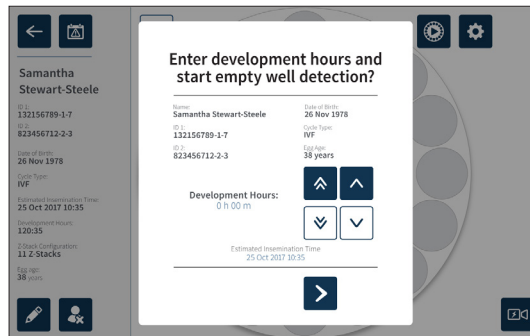 Samantha
Stewart-Steele
ID 1:
132156789-1-7
ID 2:
823456712-2-3
Date of Birth:
26 Nov 1978
Cycle Type:
IVF
Estimated Insemination Time:
25 Oct 2017 10:35
Development Hours:
120:35
Z-Stack Configuration:
11 Z-Stacks
Egg age:
38 years
Enter development hours and
start empty well detection?
Name:
Samantha Stewart-Steele
Date of Birth:
26 Nov 1978
ID 1:
132156789-1-7
Cycle Type:
IVF
ID 2:
823456712-2-3
Egg Age:
38 years
Development Hours:
0 h 00 m
Estimated Insemination Time
25 Oct 2017 10:35